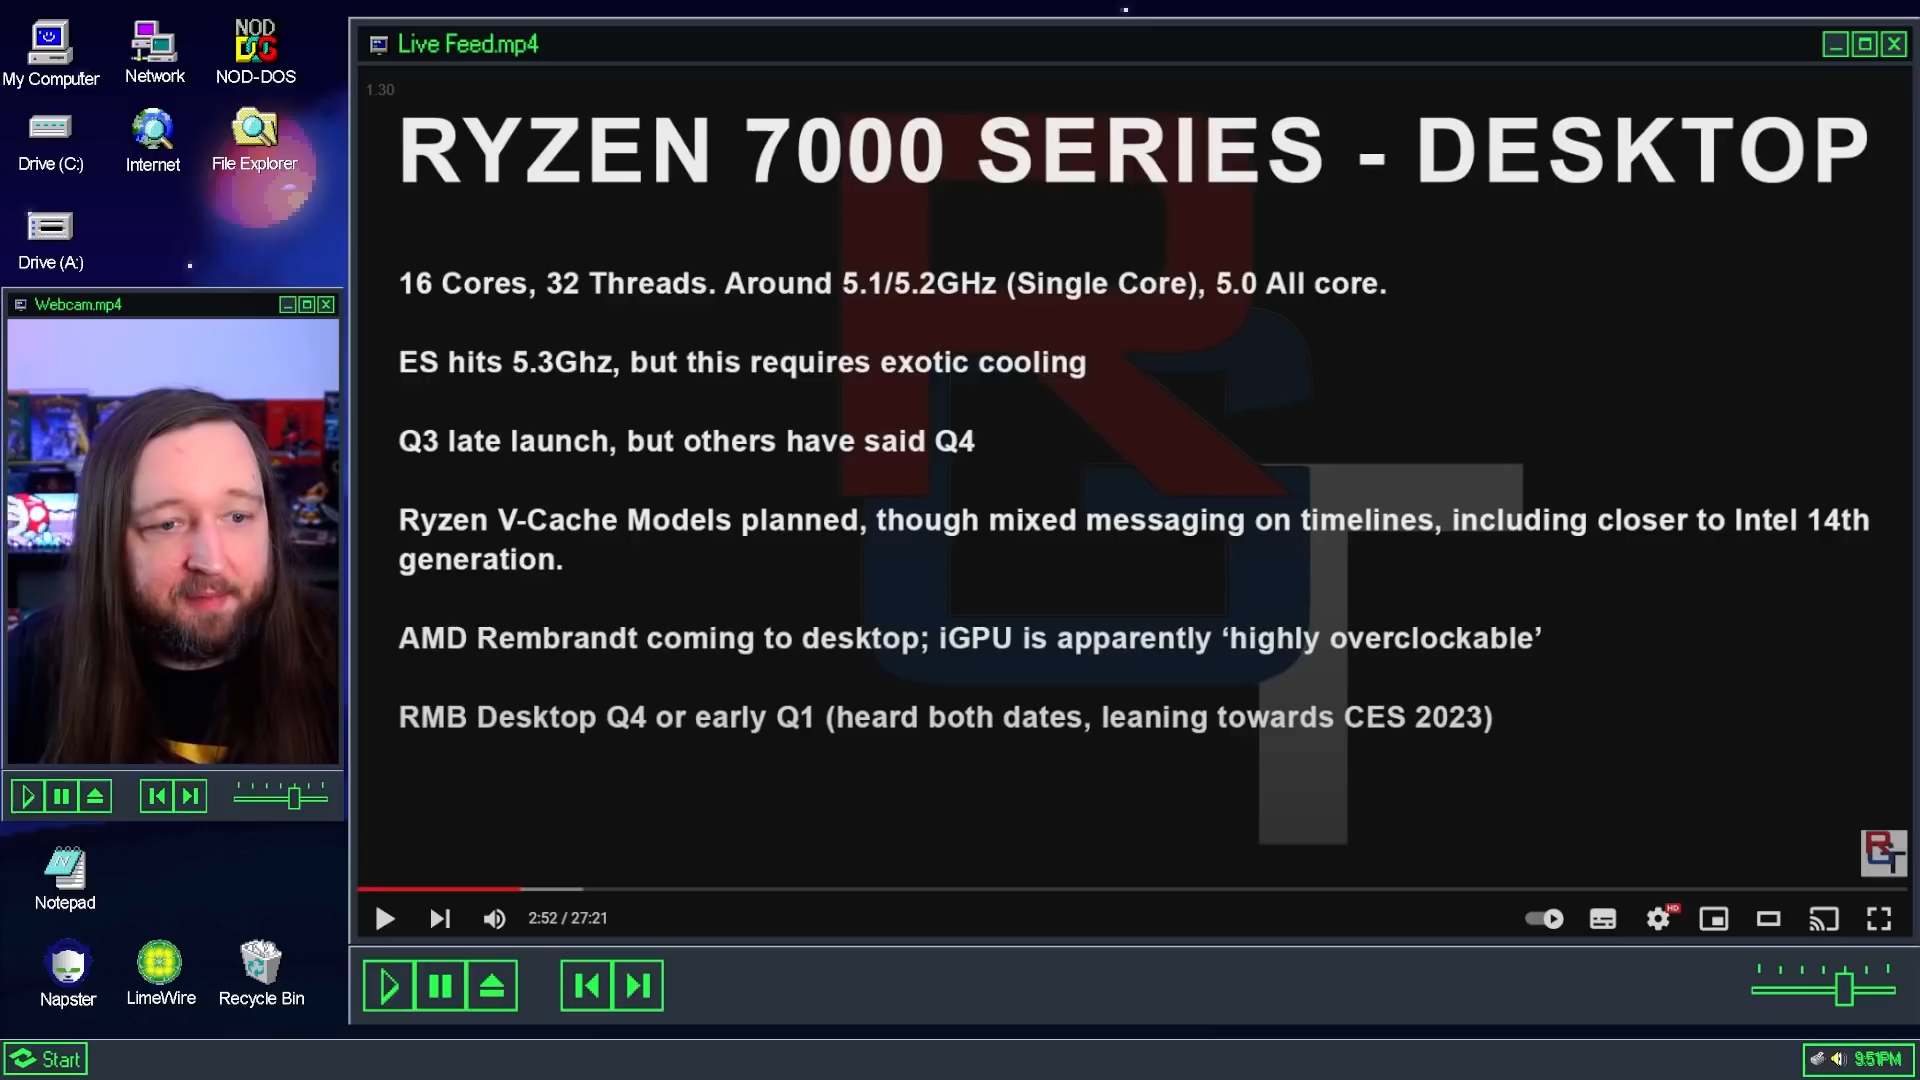 My Computer
Network
NOD
NOD-DOS
Drive (C:)
Internet
File Explorer
Drive (A:)
Webcam.mp4
Notepad
Napster
LimeWire
Recycle Bin
Start
Live Feed.mp4
1.30
RYZEN 7000 SERIES - DESKTOP
16 Cores, 32 Threads. Around 5.1/5.2GHz (Single Core), 5.0 All core.
ES hits 5.3Ghz, but this requires exotic cooling
Q3 late launch, but others have said Q4
Ryzen V-Cache Models planned, though mixed messaging on timelines, including closer to Intel 14th
generation.
AMD Rembrandt coming to desktop; iGPU is apparently ‘highly overclockable’
RMB Desktop Q4 or early Q1 (heard both dates, leaning towards CES 2023)
RGT
2:52 / 27:21
HD
9:51PM